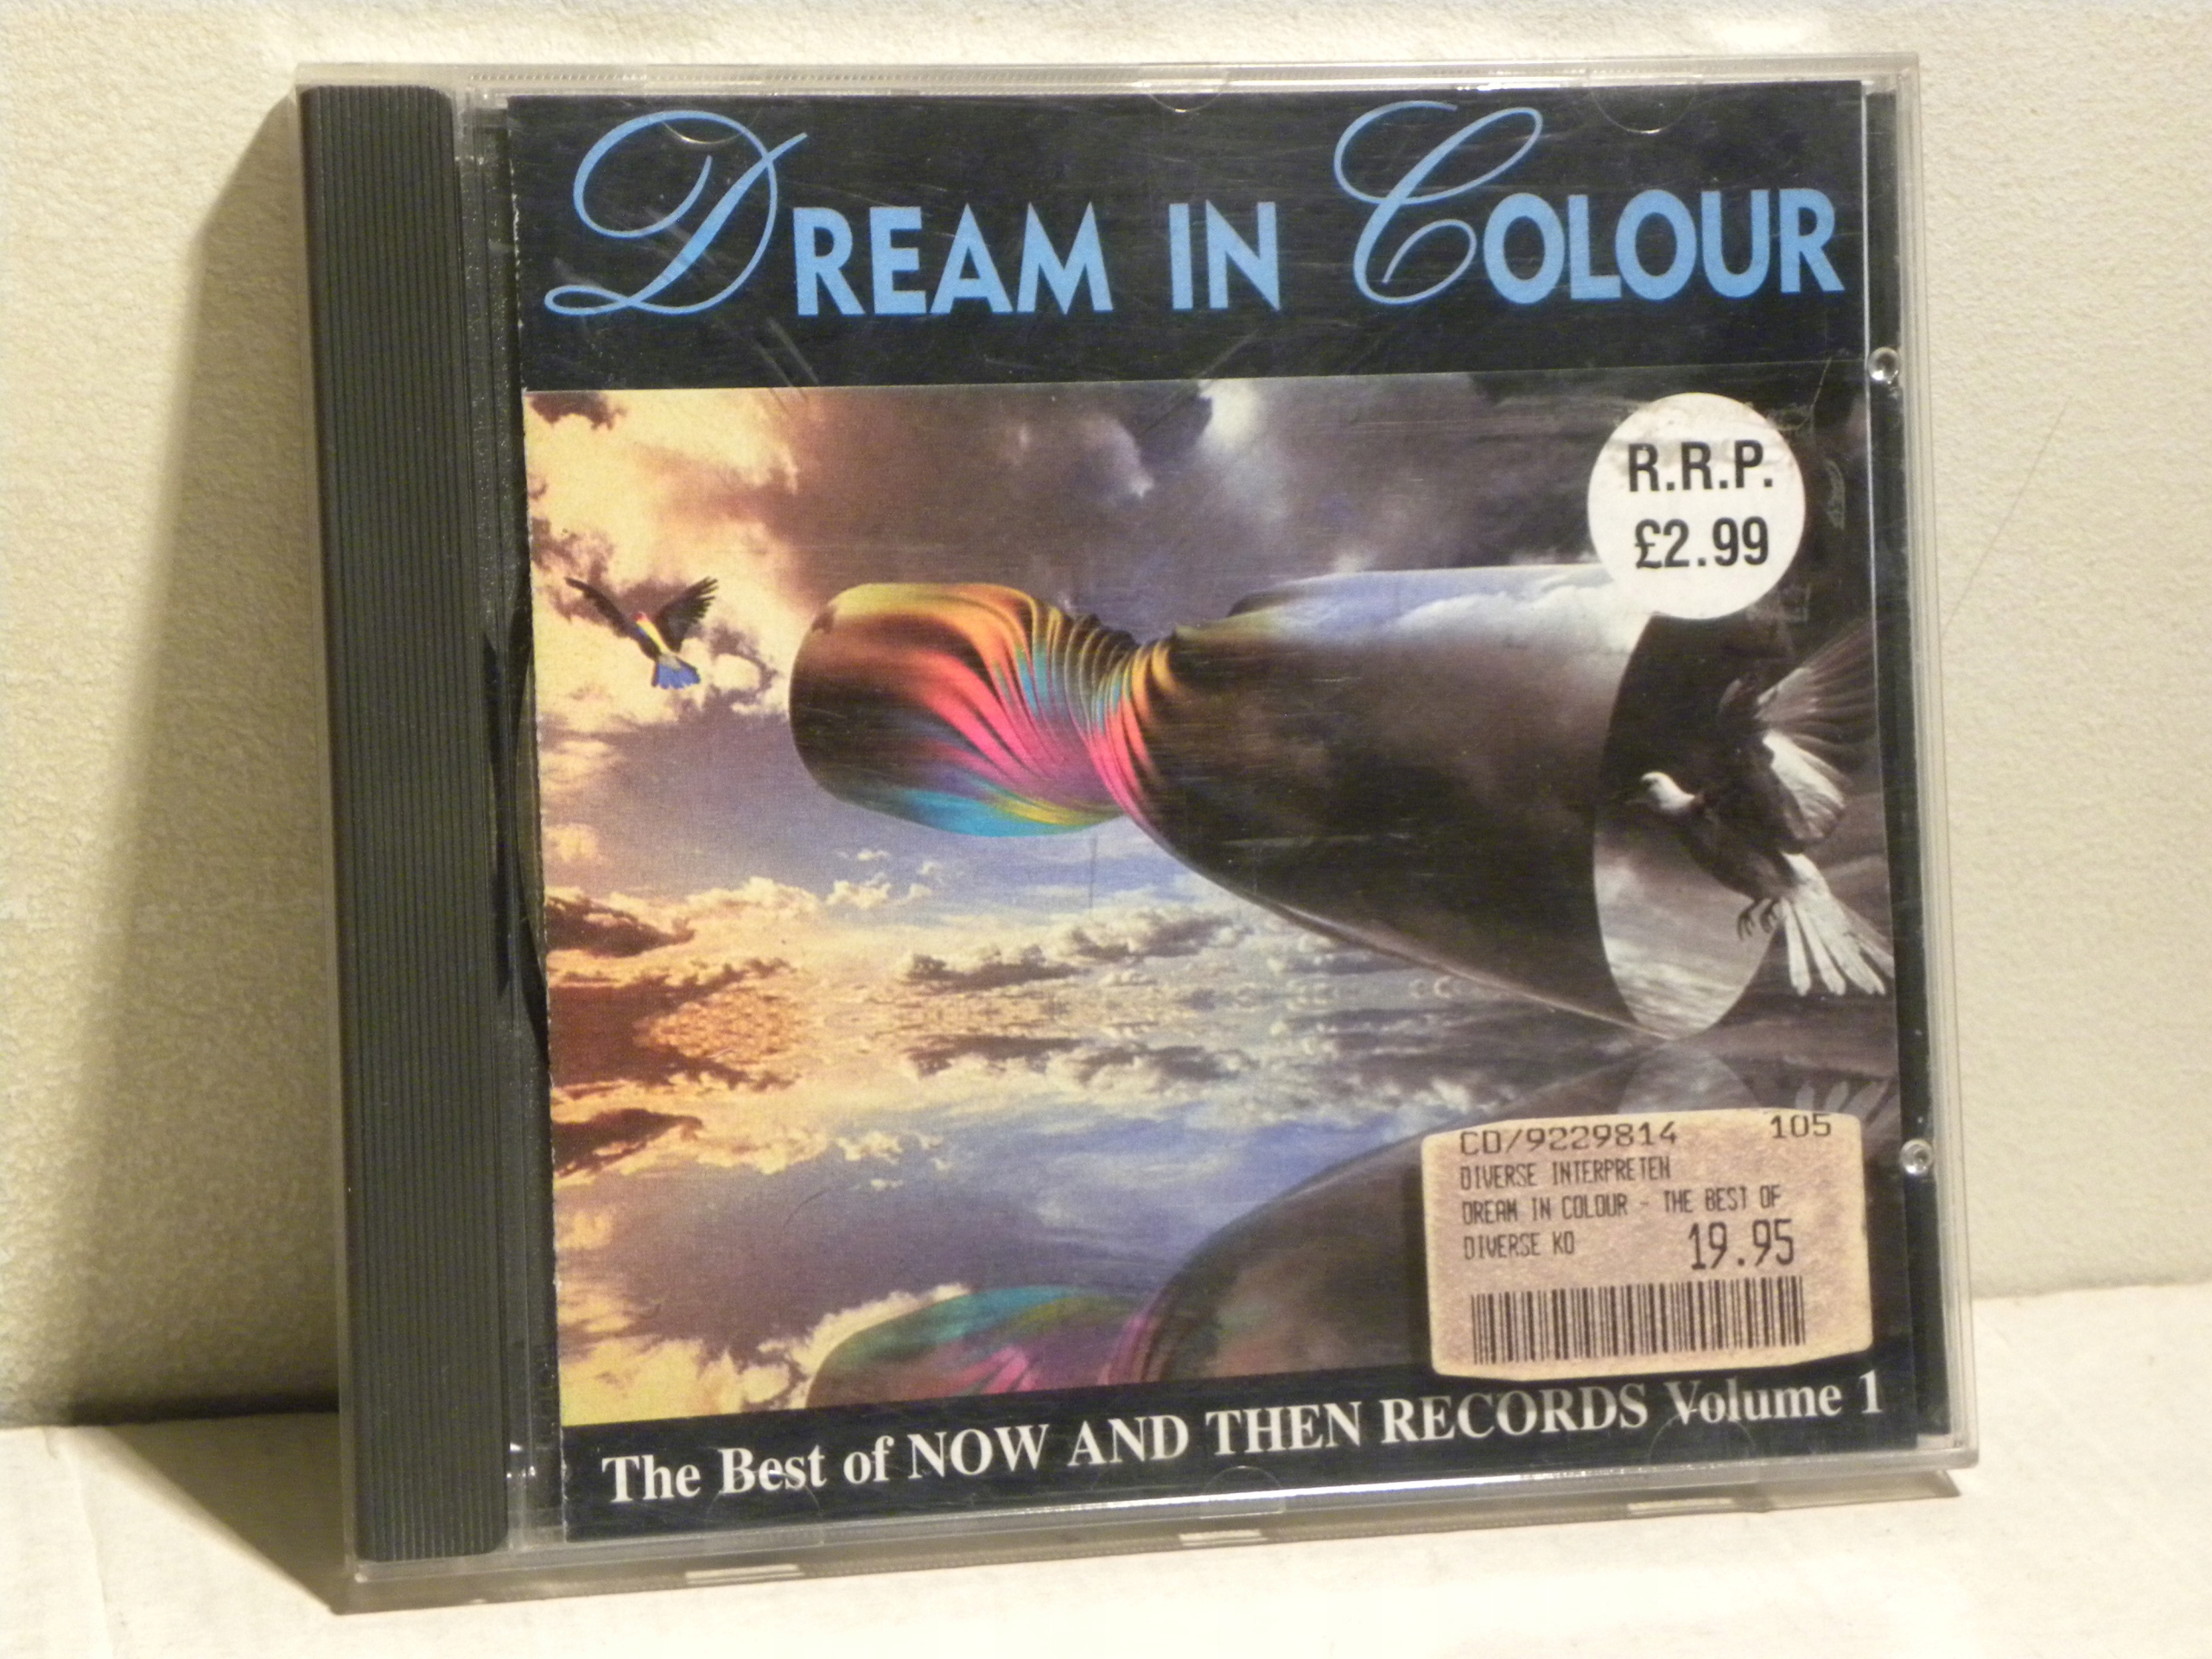 DREAM IN COLOUR
R.R.P.
£2.99
CD/9229814 105
DIVERSE INTERPRETEN
DREAM IN COLOUR - THE BEST OF
DIVERSE KO 19.95
The Best of NOW AND THEN RECORDS Volume 1